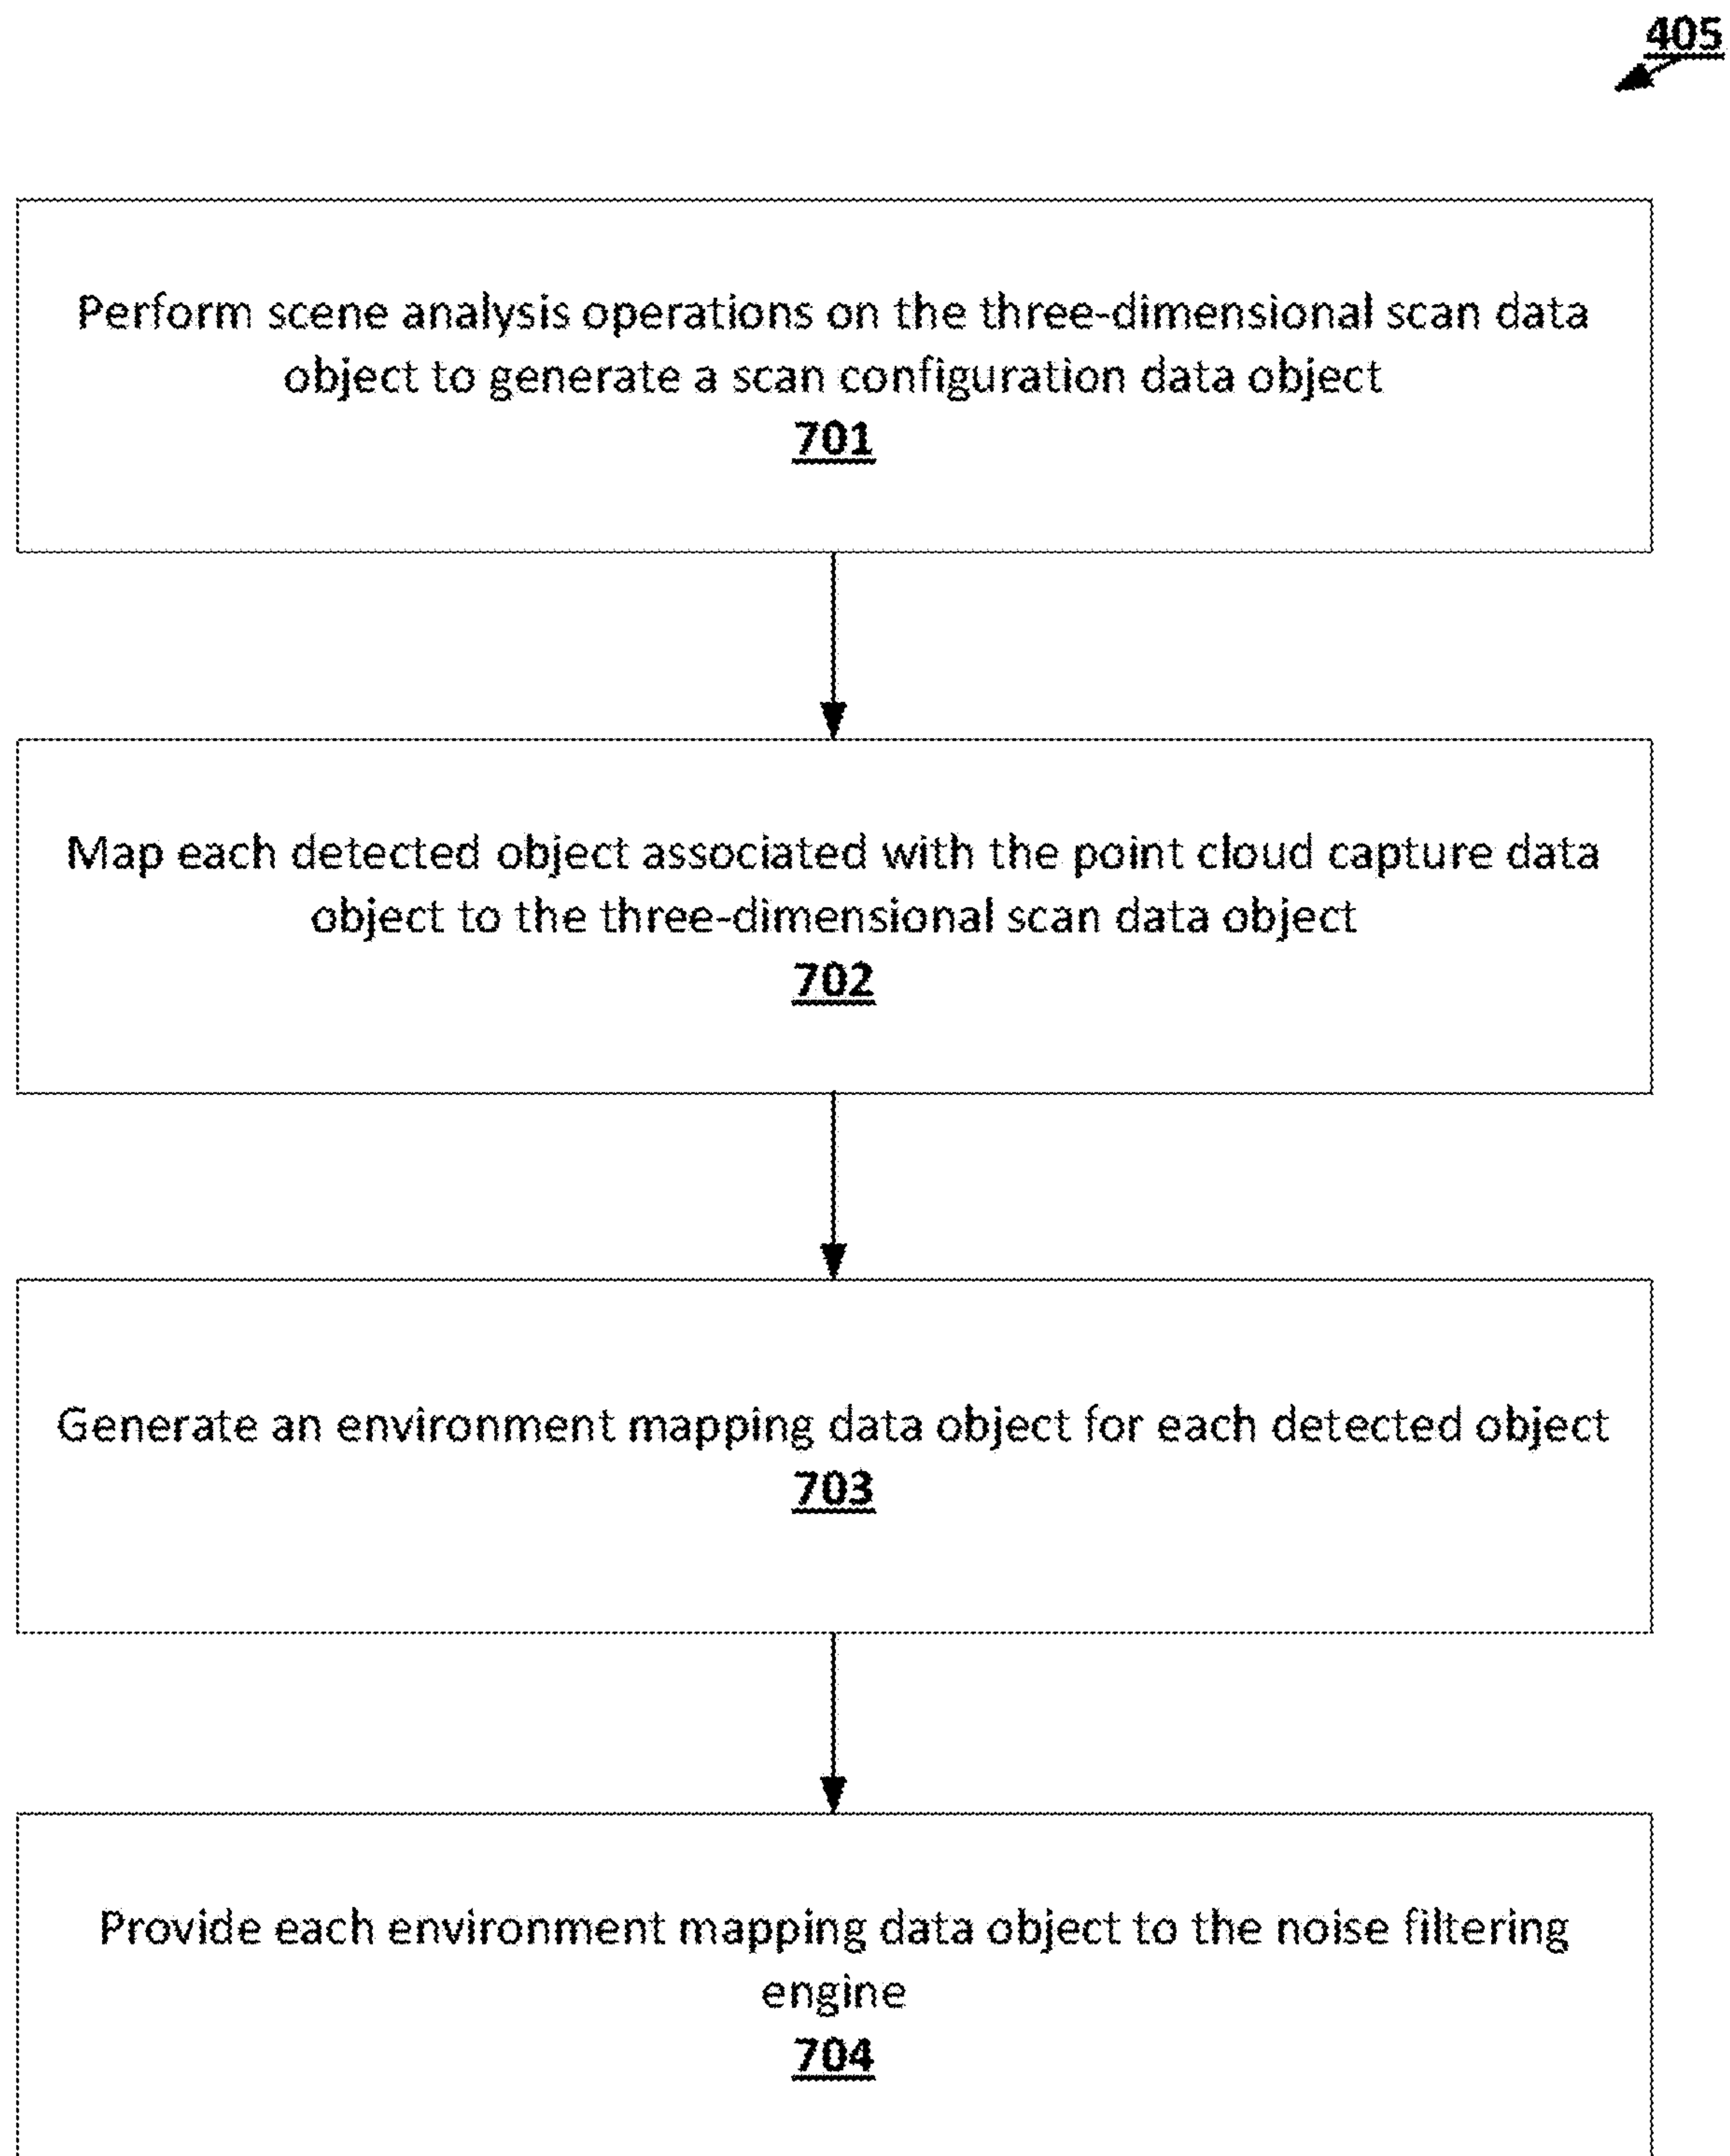 405
Perform scene analysis operations on the three-dimensional scan data
object to generate a scan configuration data object
701
Map each detected object associated with the point cloud capture data
object to the three-dimensional scan data object
702
Generate an environment mapping data object for each detected object
703
Provide each environment mapping data object to the noise filtering
engine
704